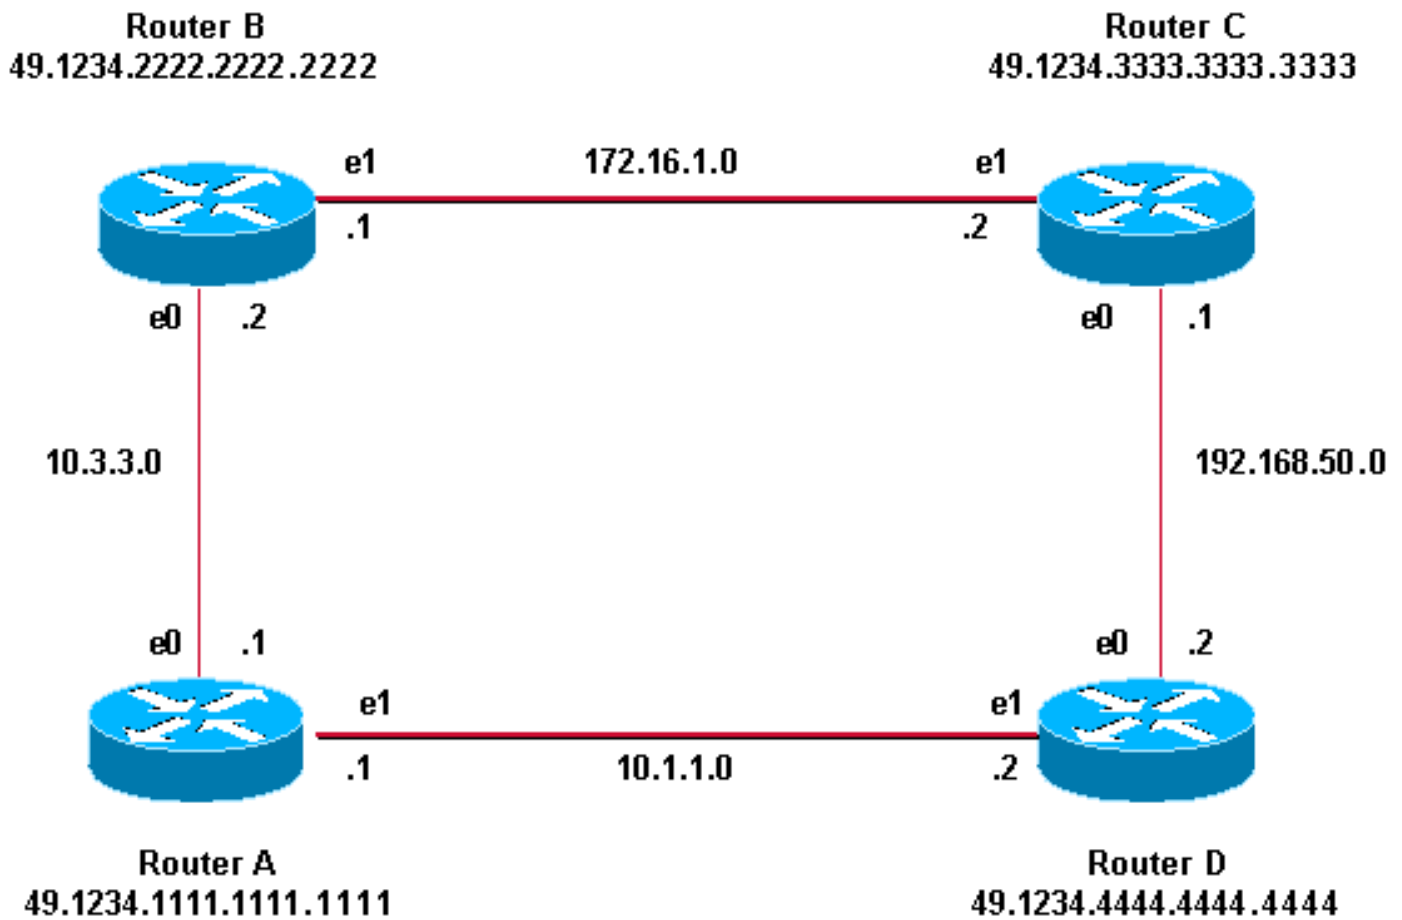 Router B
49.1234.2222.2222.2222
Router C
49.1234.3333.3333.3333
e1
172.16.1.0
e1
.1
.2
e0
.2
e0
.1
10.3.3.0
192.168.50.0
e0
.1
e0
.2
e1
e1
.1
10.1.1.0
.2
Router A
49.1234.1111.1111.1111
Router D
49.1234.4444.4444.4444